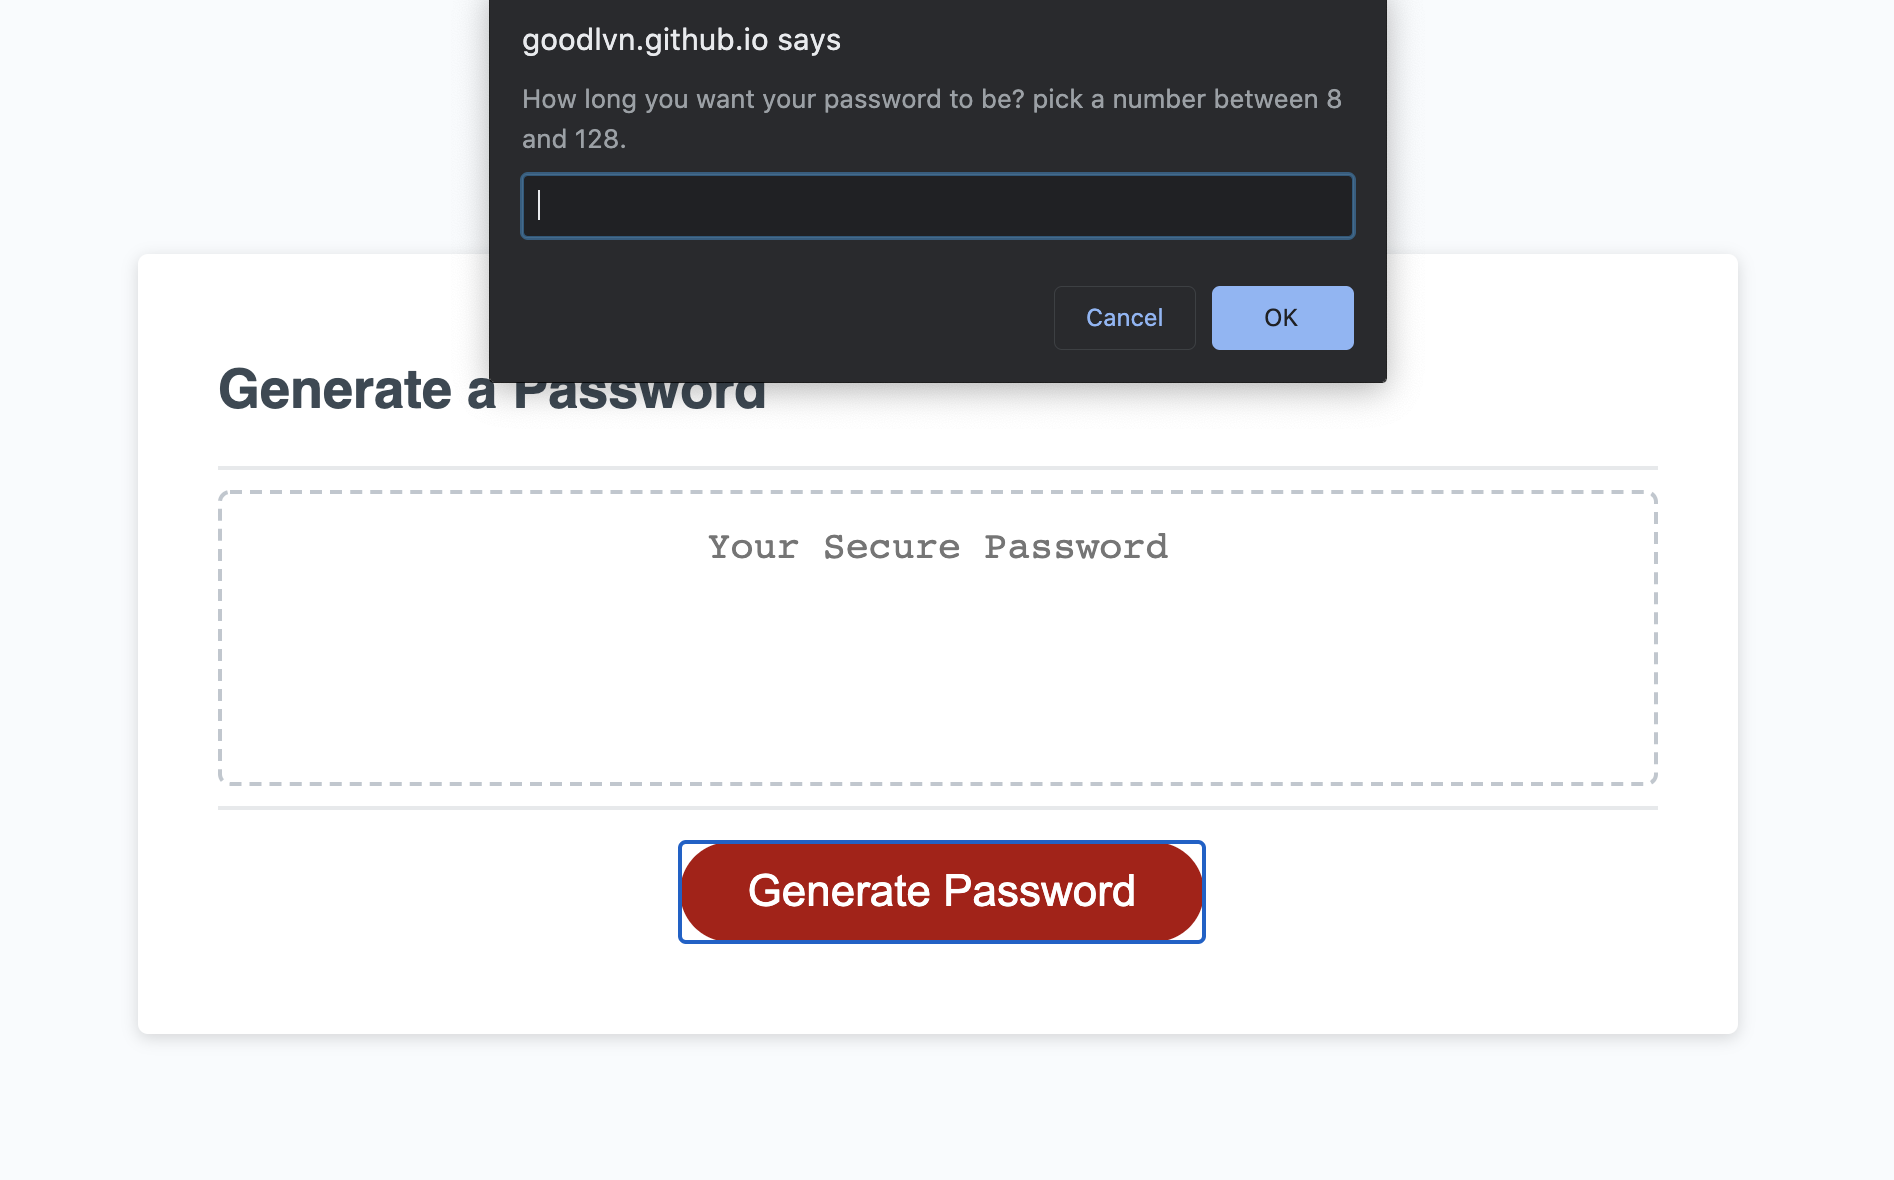 goodlvn.github.io says
How long you want your password to be? pick a number between 8
and 128.
Cancel
OK
Generate a Password
Your Secure Password
Generate Password